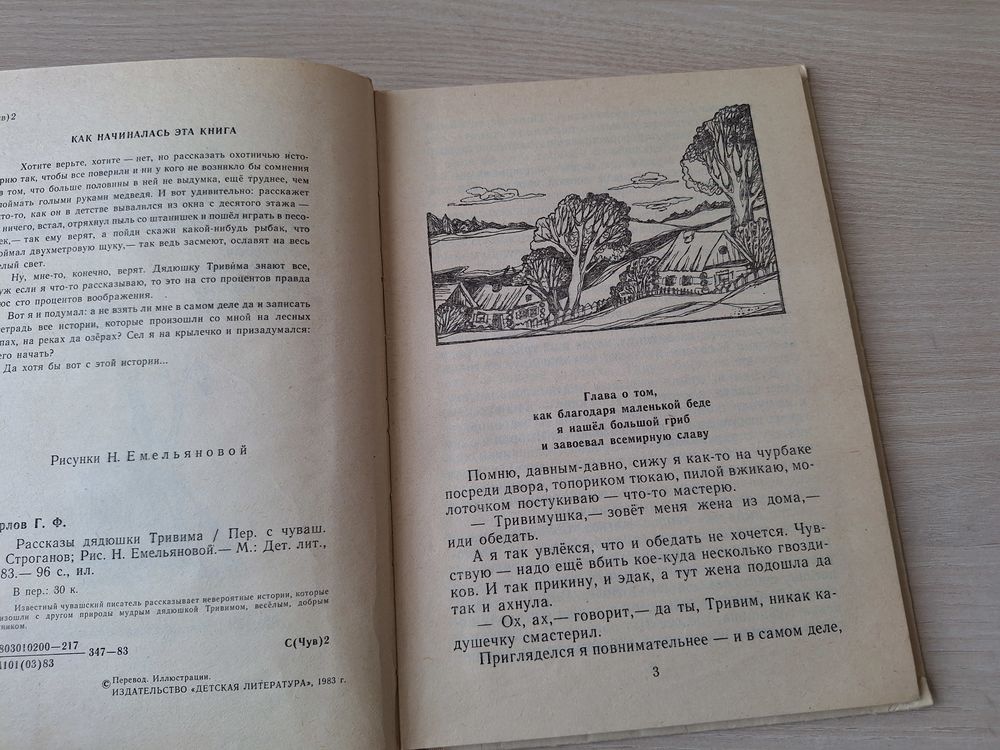 в)2
КАК НАЧИНАЛАСЬ ЭТА КНИГА
Хотите верьте, хотите — нет, но рассказать охотничью исто-
рию так, чтобы все поверили и ни у кого не возникло бы сомнения
в том, что больше половины в ней не выдумка, ещё труднее, чем
поймать голыми руками медведя. И вот удивительно: расскажет
то-то, как он в детстве вывалился из окна с десятого этажа —
ничего, встал, отряхнул пыль со штанишек и пошёл играть в песо-
ек,— так ему верят, а пойди скажи какой-нибудь рыбак, что
оймал двухметровую щуку,— так ведь засмеют, ославят на весь
елый свет.
Ну, мне-то, конечно, верят. Дядюшку Триви́ма знают все,
уж если я что-то рассказываю, то это на сто процентов правда
юс сто процентов воображения.
Вот я и подумал: а не взять ли мне в самом деле да и записать
тетрадь все истории, которые произошли со мной на лесных
пах, на реках да озёрах? Сел я на крылечко и призадумался:
его начать?
Да хотя бы вот с этой истории...
Рисунки Н. Емельяновой
рлов Г. Ф.
Рассказы дядюшки Тривима / Пер. с чуваш.
Строганов; Рис. Н. Емельяновой.— М.: Дет. лит.,
83.— 96 с., ил.
В пер.: 30 к.
Известный чувашский писатель рассказывает невероятные истории, которые
изошли с другом природы мудрым дядюшкой Тривимом, весёлым, добрым
тником.
803010200—217
101(03)83
347—83
С(Чув)2
© Перевод. Иллюстрации.
ИЗДАТЕЛЬСТВО «ДЕТСКАЯ ЛИТЕРАТУРА», 1983 г.
Глава о том,
как благодаря маленькой беде
я нашёл большой гриб
и завоевал всемирную славу
Помню, давным-давно, сижу я как-то на чурбаке
посреди двора, топориком тюкаю, пилой вжикаю, мо-
лоточком постукиваю — что-то мастерю.
— Тривимушка,— зовёт меня жена из дома,—
иди обедать.
А я так увлёкся, что и обедать не хочется. Чув-
ствую — надо ещё вбить кое-куда несколько гвозди-
ков. И так прикину, и эдак, а тут жена подошла да
так и ахнула.
— Ох, ах,— говорит,— да ты, Тривим, никак ка-
душечку смастерил.
Пригляделся я повнимательнее — и в самом деле,
3